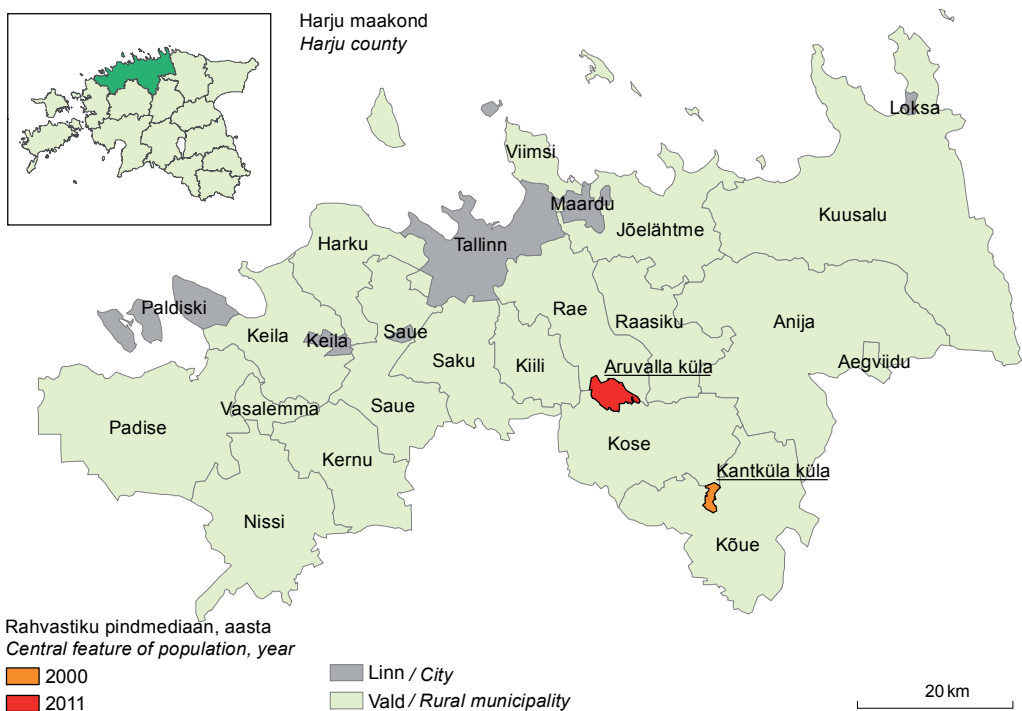 Harju maakond
Harju county
Loksa
Viimsi
Maardu
Kuusalu
Jõelähtme
Harku
Tallinn
Paldiski
Rae
Raasiku
Anija
Keila
Keila
Saue
Saku
Kiili
Aegviidu
Aruvalla küla
Vasalemma
Saue
Padise
Kose
Kernu
Kantküla küla
Nissi
Kõue
Rahvastiku pindmediaan, aasta
Central feature of population, year
2000
2011
Linn / City
Vald / Rural municipality
20 km